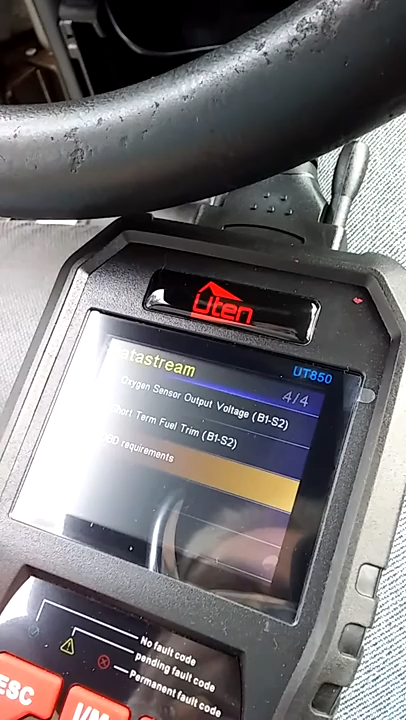 Uten
atastream
UT850
4/4
Oxygen Sensor Output Voltage (B1-S2)
Short Term Fuel Trim (B1-S2)
BD requirements
No fault code
pending fault code
Permanent fault code
ESC
I/M